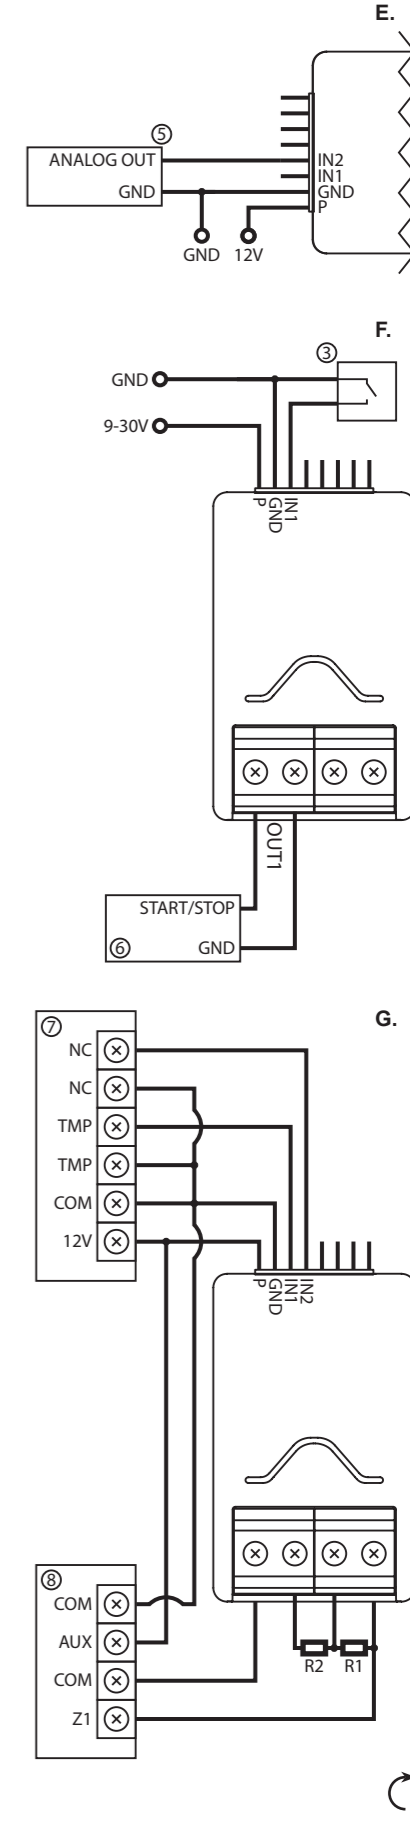 E.
⑤
ANALOG OUT
GND
IN2
IN1
GND
P
GND 12V
F.
③
GND
9-30V
P
GND
IN1
OUT1
START/STOP
⑥ GND
G.
⑦
NC
NC
TMP
TMP
COM
12V
P
GND
IN1
IN2
⑧
COM
AUX
COM
Z1
R2 R1